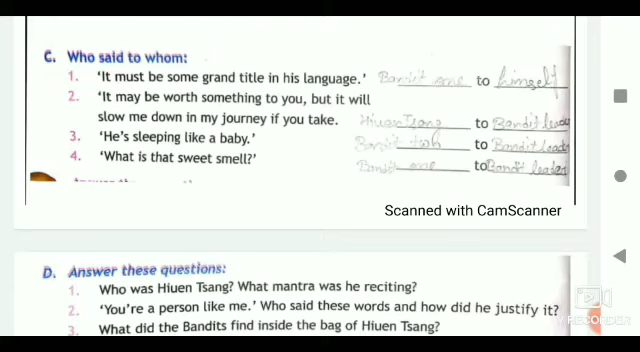 C. Who said to whom:
1. 'It must be some grand title in his language.' Bandit one to himself
2. 'It may be worth something to you, but it will
slow me down in my journey if you take. Hiuen Tsang to Bandit leader
3. 'He's sleeping like a baby.' Bandit to Bandit leade
4. 'What is that sweet smell?' Bandit one to Bandit leader
Scanned with CamScanner
D. Answer these questions:
1. Who was Hiuen Tsang? What mantra was he reciting?
2. 'You're a person like me.' Who said these words and how did he justify it?
3. What did the Bandits find inside the bag of Hiuen Tsang?
RECORDER